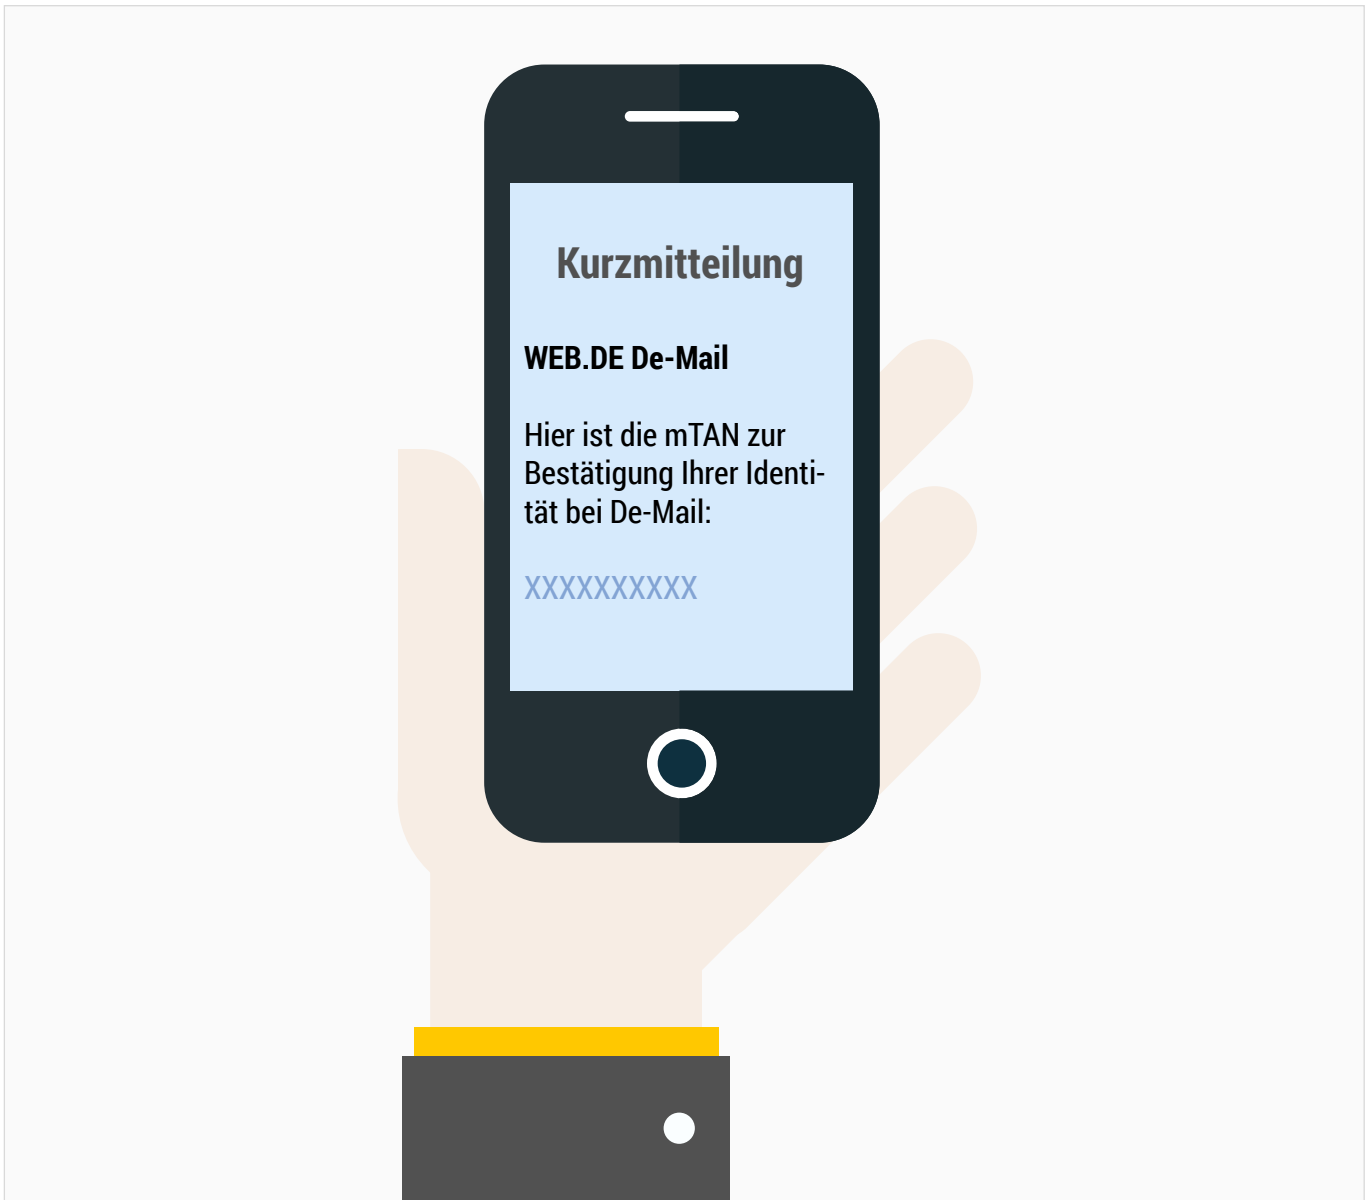 Kurzmitteilung
WEB.DE De-Mail
Hier ist die mTAN zur
Bestätigung Ihrer Identi-
tät bei De-Mail:
XXXXXXXXXX